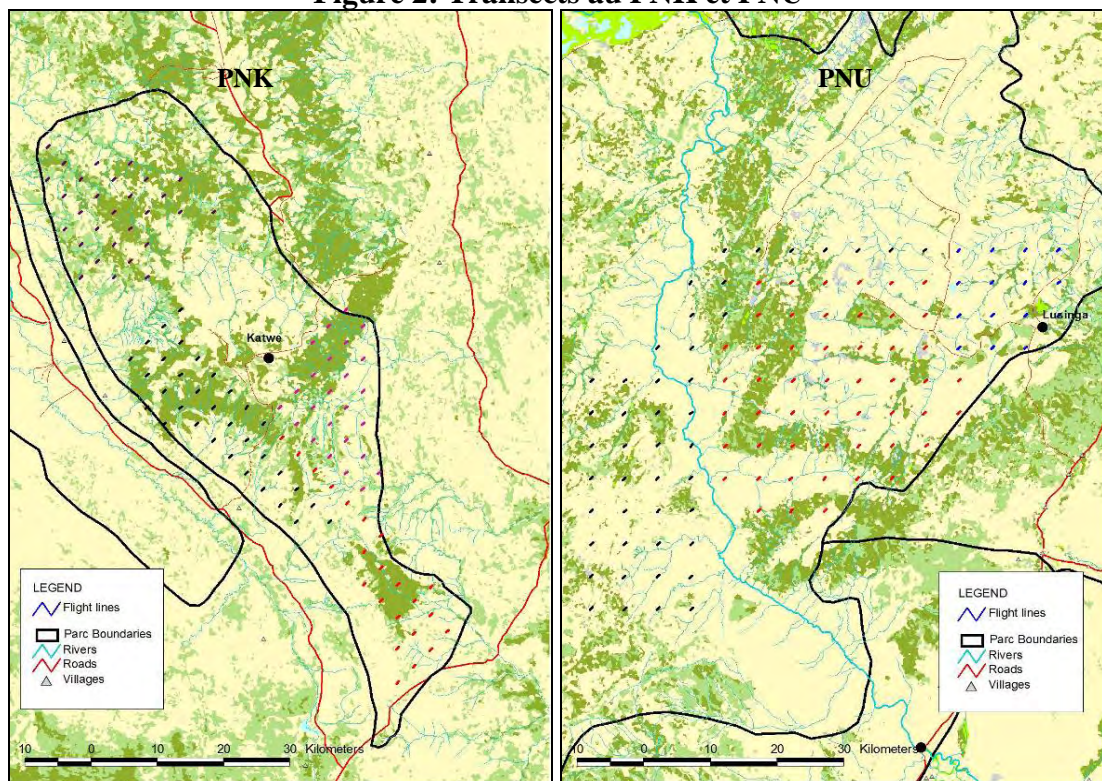 Figure 2: Transects au PNK et PNU
PNK
Katwe
LEGEND
Flight lines
Parc Boundaries
Rivers
Roads
Villages
10 0 10 20 30 Kilometers
PNU
Lusinga
LEGEND
Flight lines
Parc Boundaries
Rivers
Roads
Villages
10 0 10 20 30 Kilometers